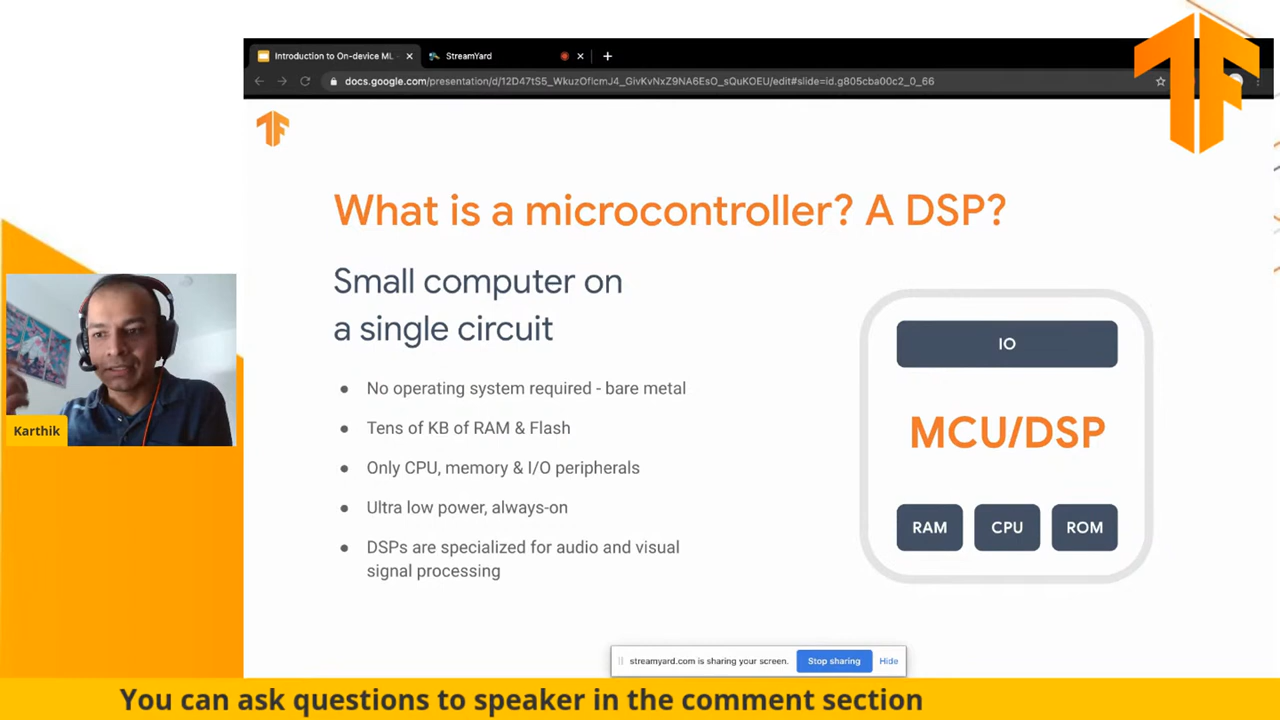 Introduction to On-device ML -
StreamYard
docs.google.com/presentation/d/12D47tS5_WkuzOflcmJ4_GivKvNxZ9NA6EsO_sQuKOEU/edit#slide=id.g805cba00c2_0_66
What is a microcontroller? A DSP?
Small computer on
a single circuit
● No operating system required - bare metal
● Tens of KB of RAM & Flash
● Only CPU, memory & I/O peripherals
● Ultra low power, always-on
● DSPs are specialized for audio and visual
signal processing
IO
MCU/DSP
RAM CPU ROM
Karthik
streamyard.com is sharing your screen. Stop sharing Hide
You can ask questions to speaker in the comment section